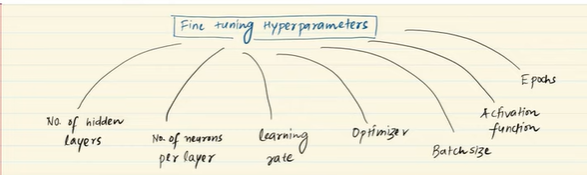 Fine tuning Hyperparameters
No. of hidden
layers
No. of neurons
per layer
learning
rate
Optimizer
Batch size
Activation
function
Epochs